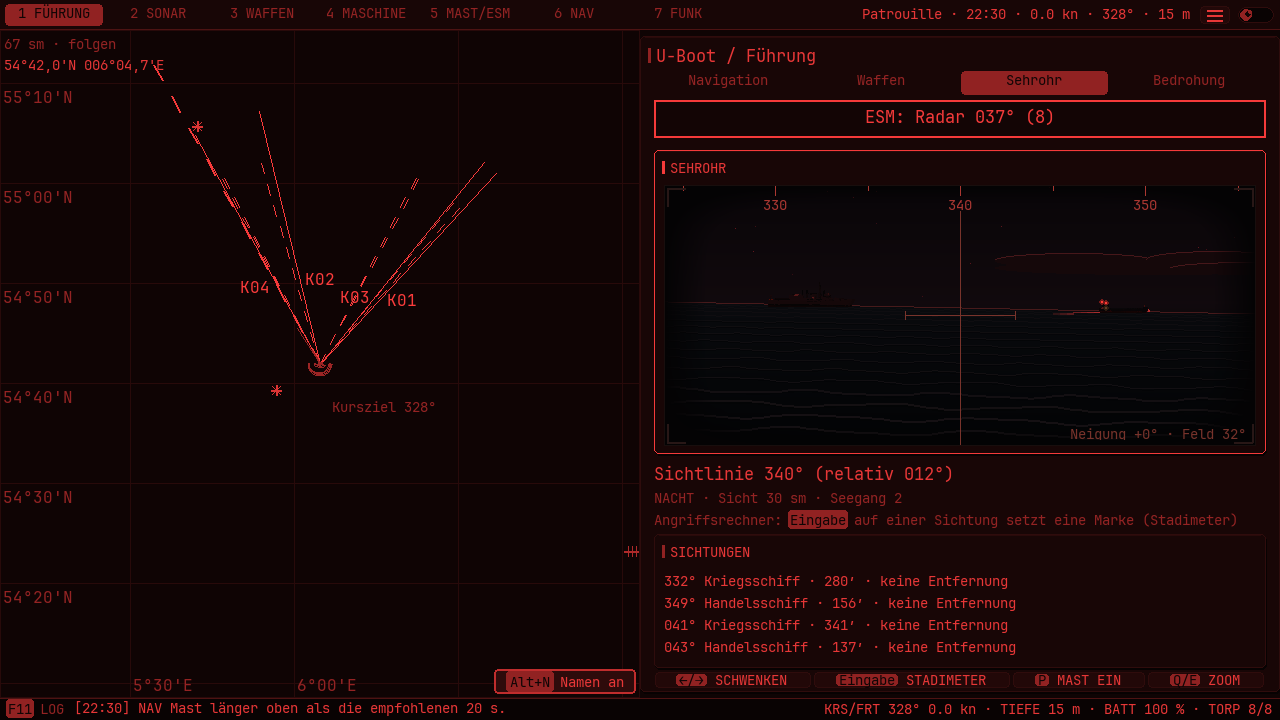 1 FÜHRUNG 2 SONAR 3 WAFFEN 4 MASCHINE 5 MAST/ESM 6 NAV 7 FUNK Patrouille · 22:30 · 0.0 kn · 328° · 15 m
67 sm · folgen
54°42,0'N 006°04,7'E
55°10'N
55°00'N
54°50'N
54°40'N
54°30'N
54°20'N
5°30'E 6°00'E
K04
K02
K03
K01
Kursziel 328°
Alt+N Namen an
U-Boot / Führung
Navigation Waffen Sehrohr Bedrohung
ESM: Radar 037° (8)
SEHROHR
330 340 350
Neigung +0° · Feld 32°
Sichtlinie 340° (relativ 012°)
NACHT · Sicht 30 sm · Seegang 2
Angriffsrechner: Eingabe auf einer Sichtung setzt eine Marke (Stadimeter)
SICHTUNGEN
332° Kriegsschiff · 280′ · keine Entfernung
349° Handelsschiff · 156′ · keine Entfernung
041° Kriegsschiff · 341′ · keine Entfernung
043° Handelsschiff · 137′ · keine Entfernung
←/→ SCHWENKEN Eingabe STADIMETER P MAST EIN Q/E ZOOM
F11 LOG [22:30] NAV Mast länger oben als die empfohlenen 20 s. KRS/FRT 328° 0.0 kn · TIEFE 15 m · BATT 100 % · TORP 8/8